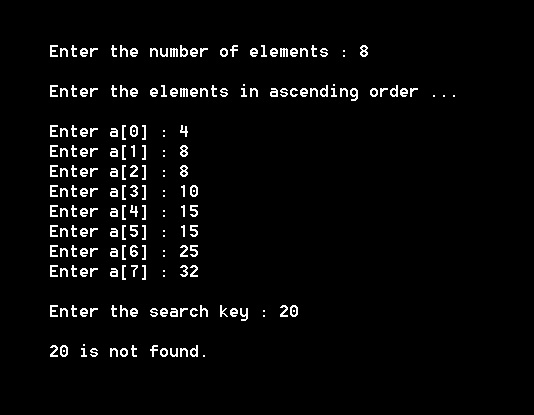 Enter the number of elements : 8
Enter the elements in ascending order ...
Enter a[0] : 4
Enter a[1] : 8
Enter a[2] : 8
Enter a[3] : 10
Enter a[4] : 15
Enter a[5] : 15
Enter a[6] : 25
Enter a[7] : 32
Enter the search key : 20
20 is not found.